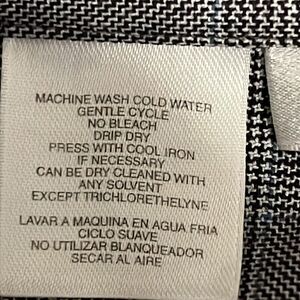 MACHINE WASH COLD WATER
GENTLE CYCLE
NO BLEACH
DRIP DRY
PRESS WITH COOL IRON
IF NECESSARY
CAN BE DRY CLEANED WITH
ANY SOLVENT
EXCEPT TRICHLORETHELYNE
LAVAR A MAQUINA EN AGUA FRIA
CICLO SUAVE
NO UTILIZAR BLANQUEADOR
SECAR AL AIRE